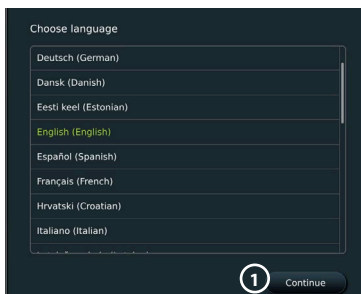 Choose language
Deutsch (German)
Dansk (Danish)
Eesti keel (Estonian)
English (English)
Español (Spanish)
Français (French)
Hrvatski (Croatian)
Italiano (Italian)
1
Continue